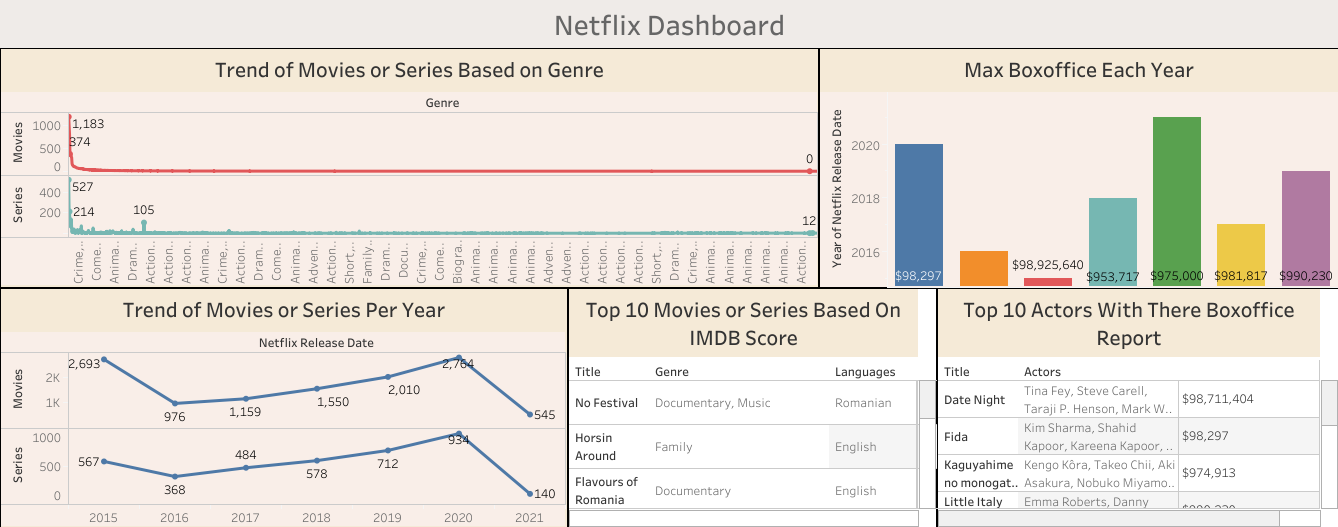 Netflix Dashboard
Trend of Movies or Series Based on Genre
Genre
Movies
1000
500
0
1,183
374
0
Series
400
200
527
214
105
12
Crime,..
Come..
Anima..
Dram..
Action..
Action..
Anima..
Crime,..
Action..
Dram..
Come..
Anima..
Adven..
Action..
Short,..
Family..
Dram..
Docu..
Crime,..
Come..
Biogra..
Anima..
Anima..
Anima..
Anima..
Adven..
Adven..
Action..
Action..
Action..
Action..
Short,..
Dram..
Crime,..
Anima..
Anima..
Anima..
Anima..
Anima..
Action..
Max Boxoffice Each Year
Year of Netflix Release Date
2020
2018
2016
$98,297
$98,925,640
$953,717
$975,000
$981,817
$990,230
Trend of Movies or Series Per Year
Netflix Release Date
Movies
2K
1K
2,693
976
1,159
1,550
2,010
2,764
545
Series
1000
500
0
567
368
484
578
712
934
140
2015 2016 2017 2018 2019 2020 2021
Top 10 Movies or Series Based On
IMDB Score
Title Genre Languages
No Festival Documentary, Music Romanian
Horsin
Around Family English
Flavours of
Romania Documentary English
Top 10 Actors With There Boxoffice
Report
Title Actors
Date Night Tina Fey, Steve Carell,
Taraji P. Henson, Mark W.. $98,711,404
Fida Kim Sharma, Shahid
Kapoor, Kareena Kapoor, .. $98,297
Kaguyahime
no monogat.. Kengo Kôra, Takeo Chii, Aki
Asakura, Nobuko Miyamo.. $974,913
Little Italy Emma Roberts, Danny